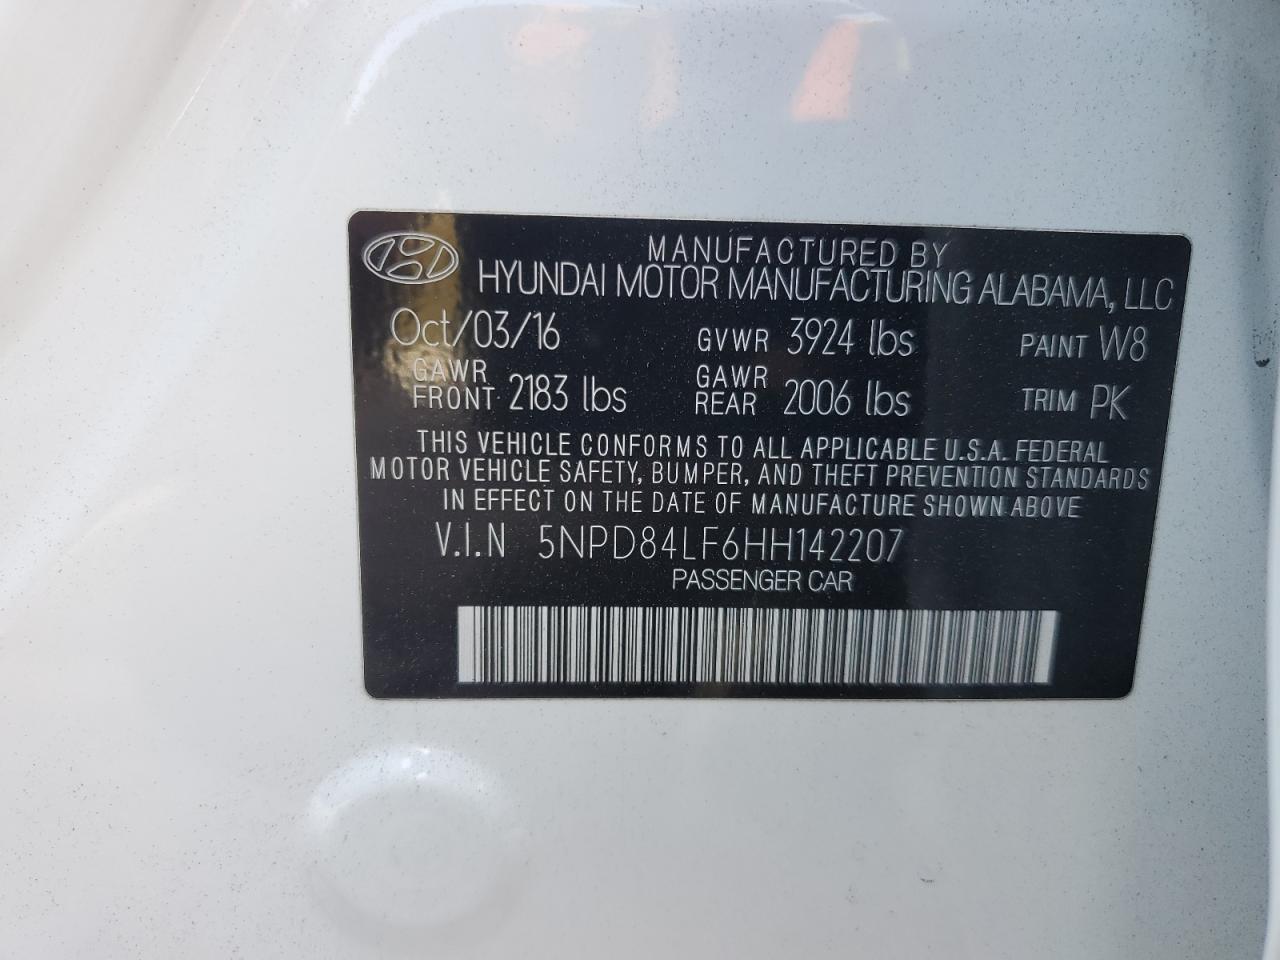 MANUFACTURED BY
HYUNDAI MOTOR MANUFACTURING ALABAMA, LLC
Oct/03/16 GVWR 3924 lbs PAINT W8
GAWR FRONT 2183 lbs GAWR REAR 2006 lbs TRIM PK
THIS VEHICLE CONFORMS TO ALL APPLICABLE U.S.A. FEDERAL
MOTOR VEHICLE SAFETY, BUMPER, AND THEFT PREVENTION STANDARDS
IN EFFECT ON THE DATE OF MANUFACTURE SHOWN ABOVE
V.I.N 5NPD84LF6HH142207
PASSENGER CAR